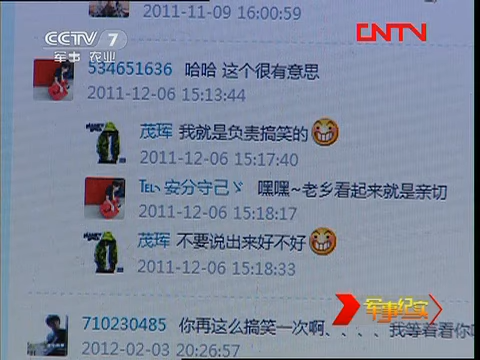 2011-11-09 16:00:59
CCTV 7
军事 农业
CNTV
534651636 哈哈 这个很有意思
2011-12-06 15:13:44
茂珲 我就是负责搞笑的
2011-12-06 15:17:40
TEL、安分守己ゞ 嘿嘿~老乡看起来就是亲切
2011-12-06 15:18:17
茂珲 不要说出来好不好
2011-12-06 15:18:33
军事纪实
710230485 你再这么搞笑一次啊、、、、我等着看你
2012-02-03 20:26:57